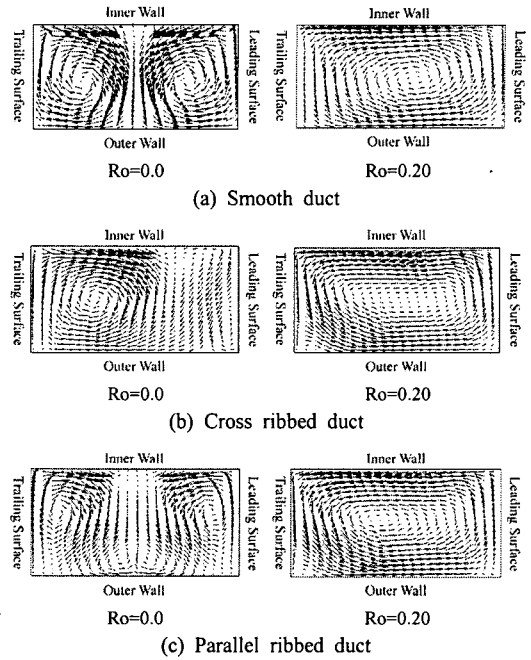 Inner Wall
Inner Wall
Trailing Surface
Leading Surface
Trailing Surface
Leading Surface
Outer Wall
Outer Wall
Ro=0.0
Ro=0.20
(a) Smooth duct
Inner Wall
Inner Wall
Trailing Surface
Leading Surface
Trailing Surface
Leading Surface
Outer Wall
Outer Wall
Ro=0.0
Ro=0.20
(b) Cross ribbed duct
Inner Wall
Inner Wall
Trailing Surface
Leading Surface
Trailing Surface
Leading Surface
Outer Wall
Outer Wall
Ro=0.0
Ro=0.20
(c) Parallel ribbed duct